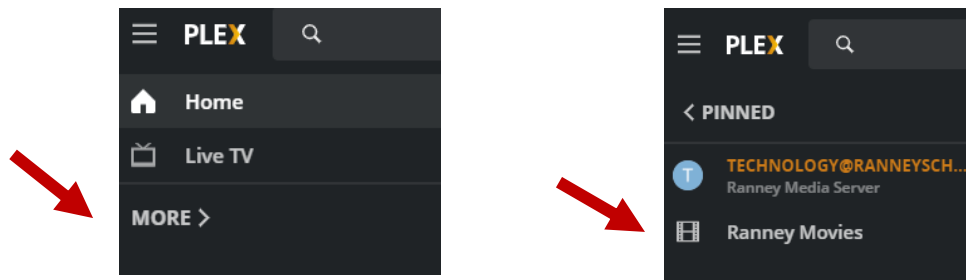 PLEX
Home
Live TV
MORE >
PLEX
< PINNED
T
TECHNOLOGY@RANNEYSCH...
Ranney Media Server
Ranney Movies